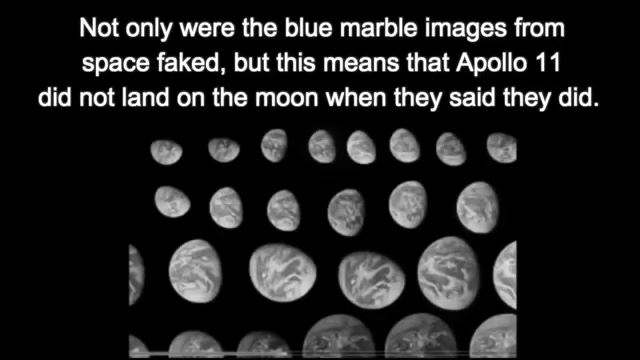 Not only were the blue marble images from
space faked, but this means that Apollo 11
did not land on the moon when they said they did.